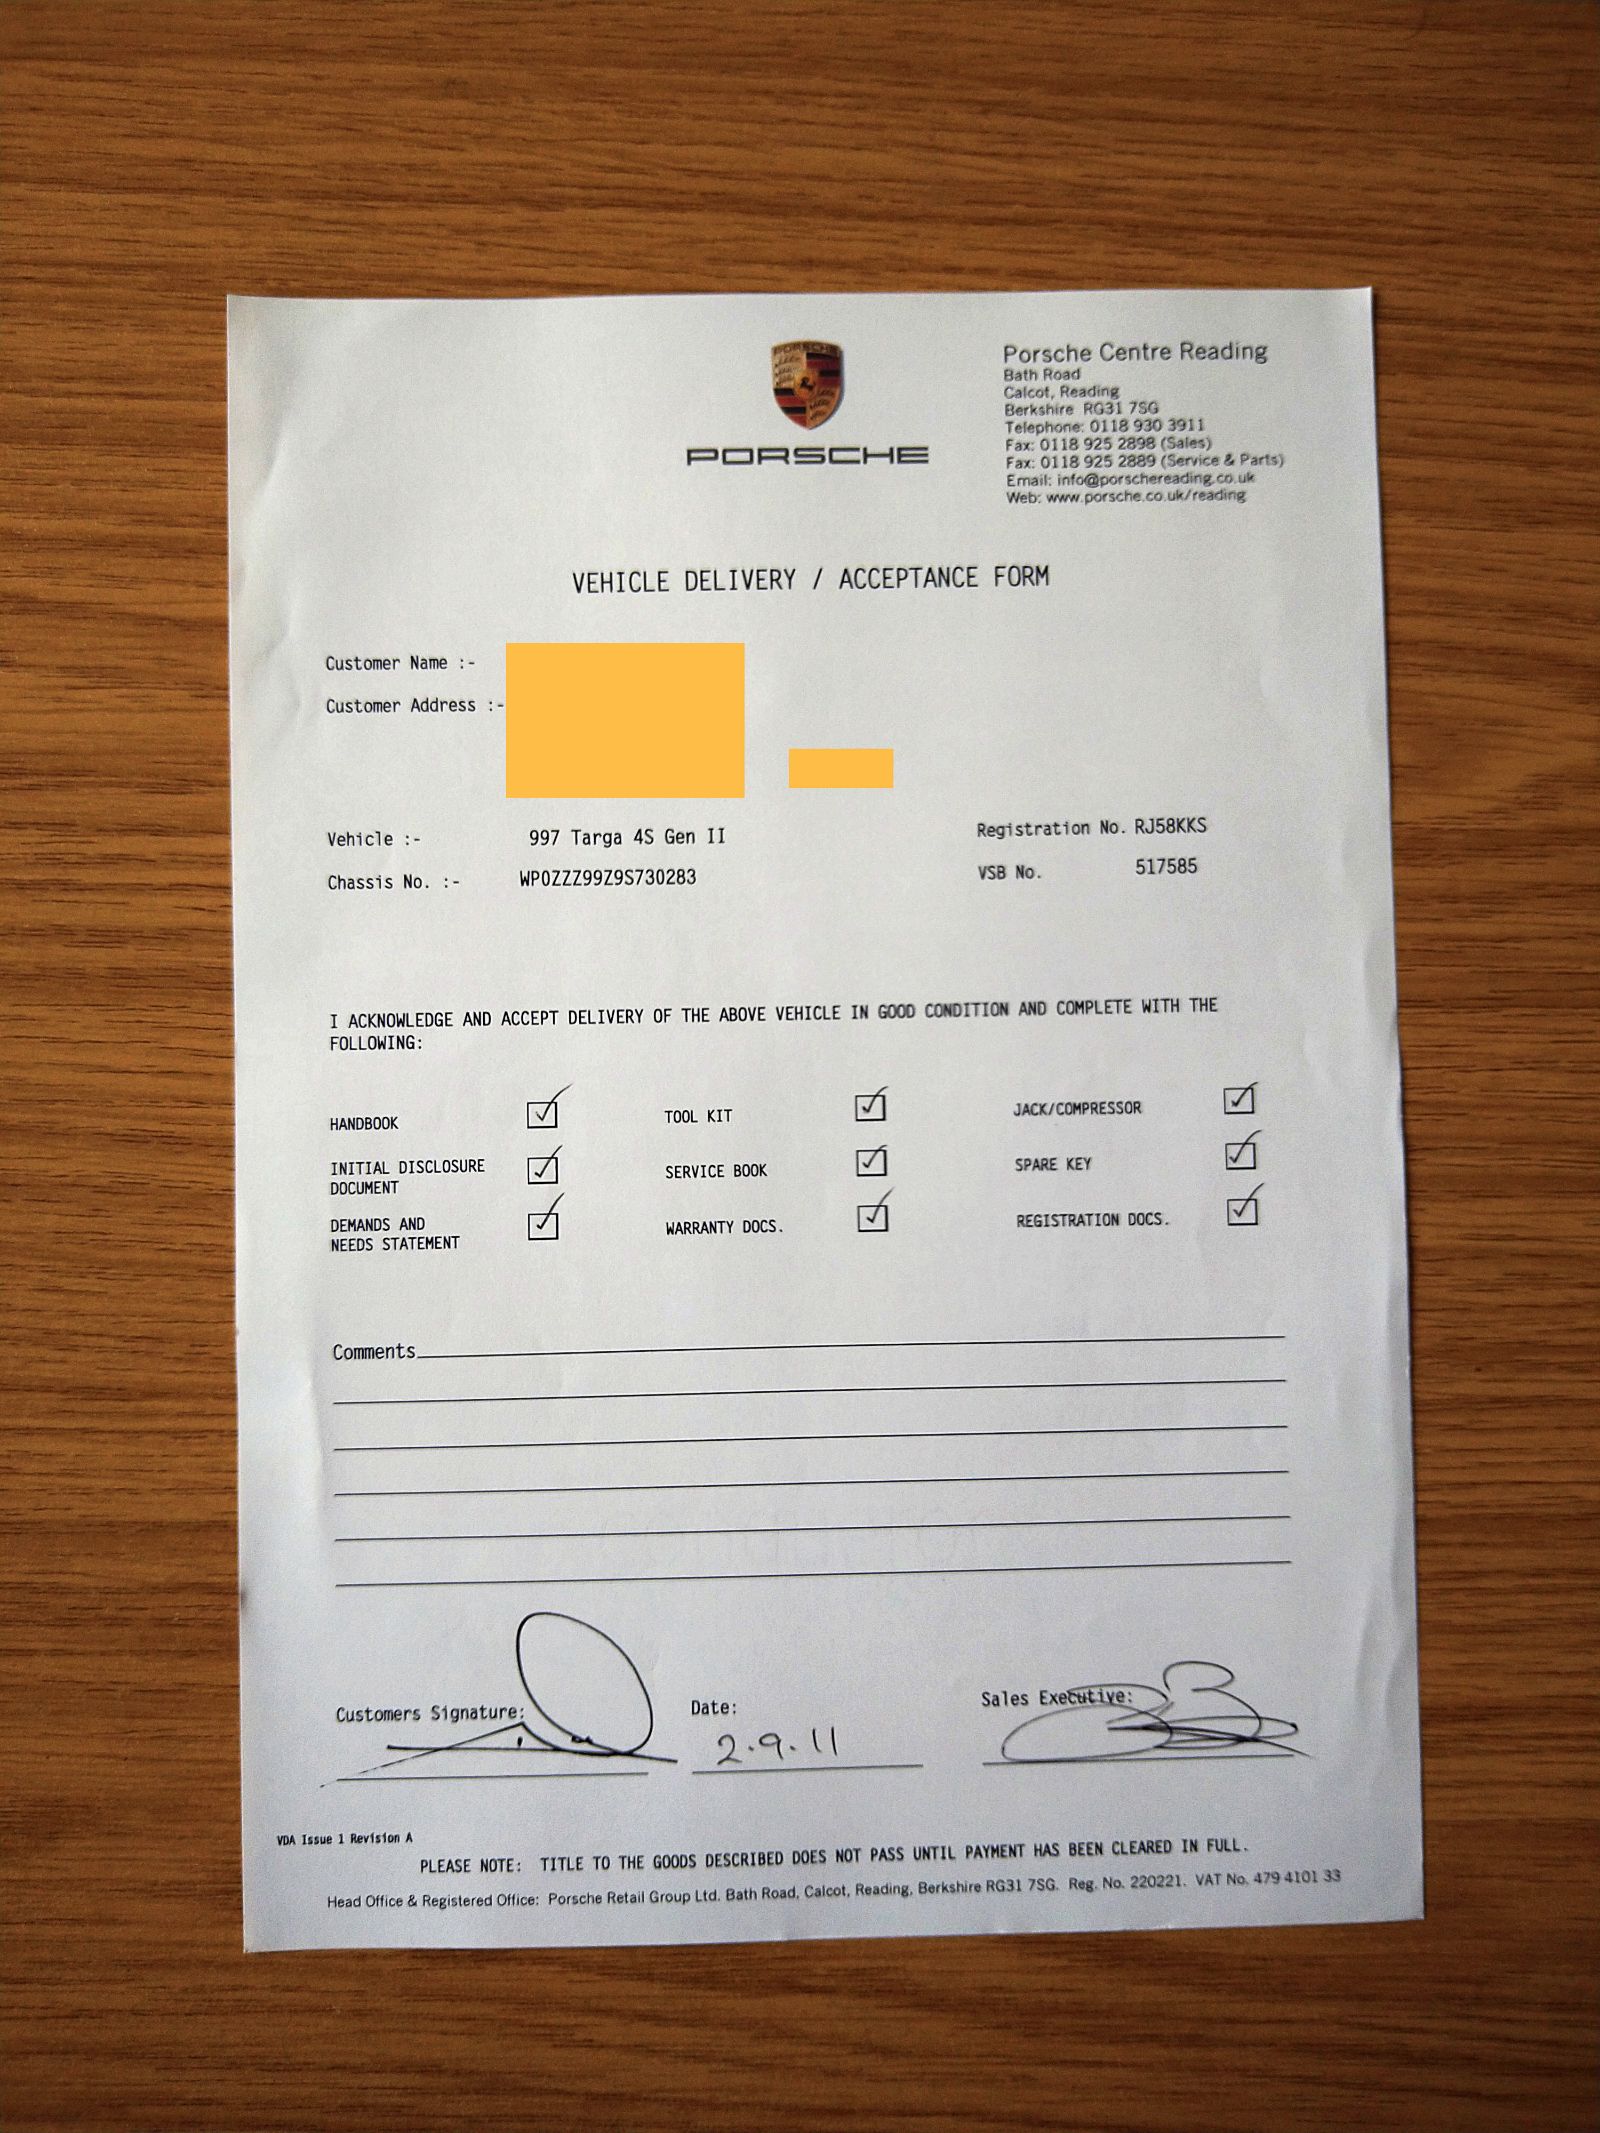 PORSCHE
PORSCHE
Porsche Centre Reading
Bath Road
Calcot, Reading
Berkshire RG31 7SG
Telephone: 0118 930 3911
Fax: 0118 925 2898 (Sales)
Fax: 0118 925 2889 (Service & Parts)
Email: info@porschereading.co.uk
Web: www.porsche.co.uk/reading
VEHICLE DELIVERY / ACCEPTANCE FORM
Customer Name :-
Customer Address :-
Vehicle :- 997 Targa 4S Gen II Registration No. RJ58KKS
Chassis No. :- WP0ZZZ99Z9S730283 VSB No. 517585
I ACKNOWLEDGE AND ACCEPT DELIVERY OF THE ABOVE VEHICLE IN GOOD CONDITION AND COMPLETE WITH THE
FOLLOWING:
HANDBOOK TOOL KIT JACK/COMPRESSOR
INITIAL DISCLOSURE DOCUMENT SERVICE BOOK SPARE KEY
DEMANDS AND NEEDS STATEMENT WARRANTY DOCS. REGISTRATION DOCS.
Comments
Customers Signature: Date: Sales Executive:
2.9.11
VDA Issue 1 Revision A
PLEASE NOTE: TITLE TO THE GOODS DESCRIBED DOES NOT PASS UNTIL PAYMENT HAS BEEN CLEARED IN FULL.
Head Office & Registered Office: Porsche Retail Group Ltd. Bath Road, Calcot, Reading, Berkshire RG31 7SG. Reg. No. 220221. VAT No. 479 4101 33